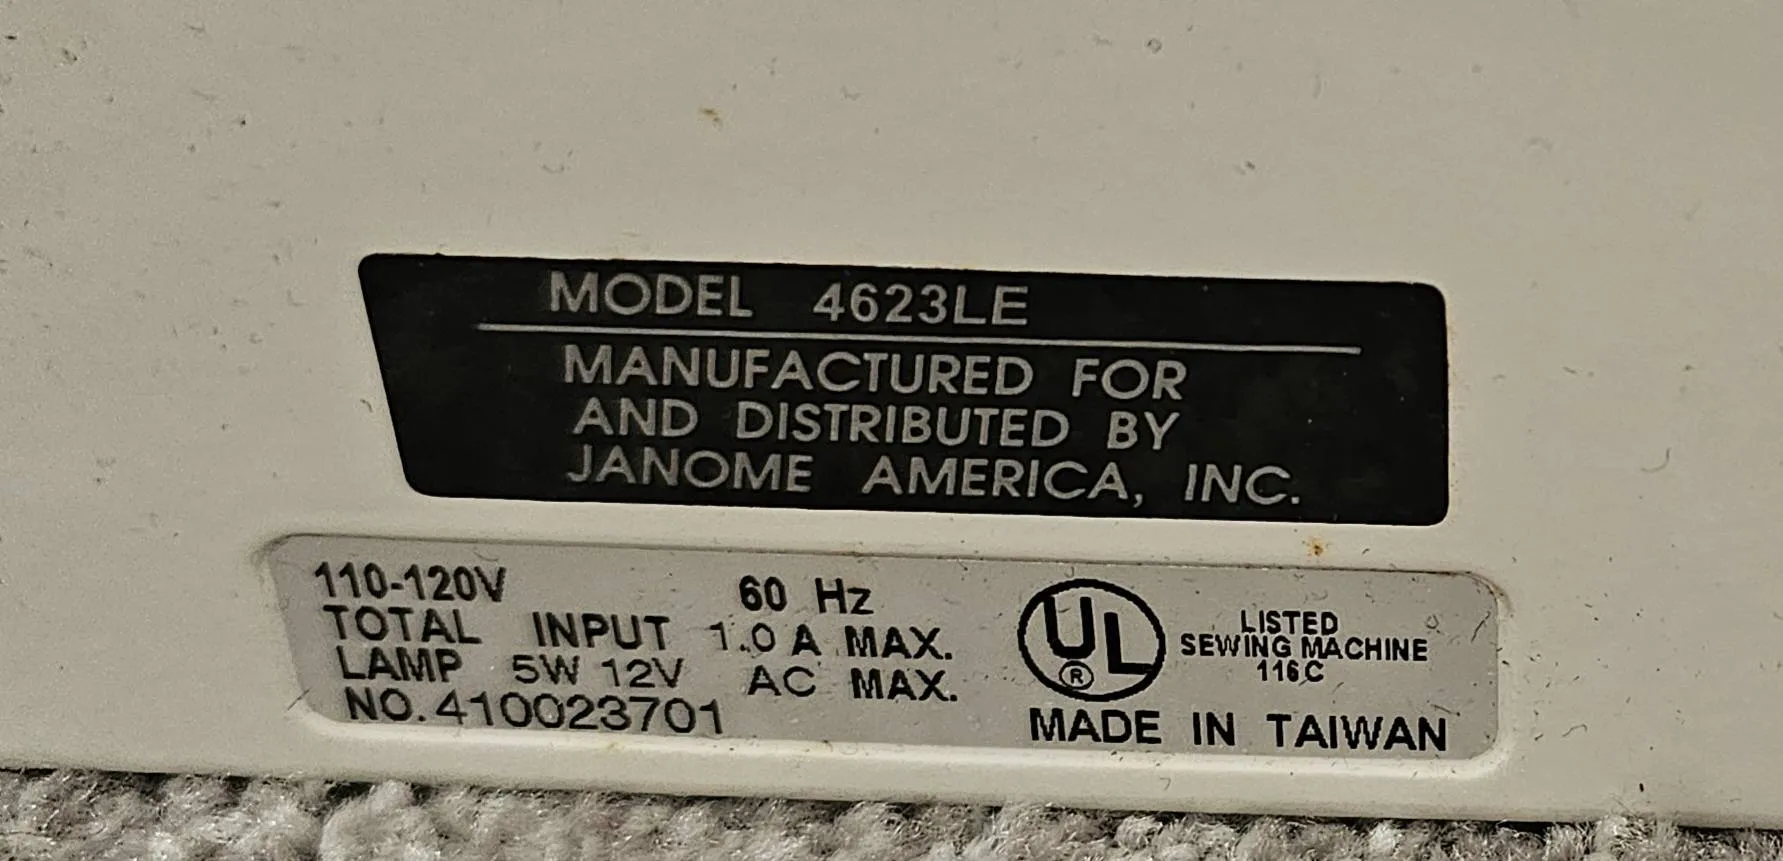 MODEL 4623LE
MANUFACTURED FOR
AND DISTRIBUTED BY
JANOME AMERICA, INC.
110-120V 60 Hz
TOTAL INPUT 1.0 A MAX.
LAMP 5W 12V AC MAX.
NO.410023701
UL
®
LISTED
SEWING MACHINE
116C
MADE IN TAIWAN